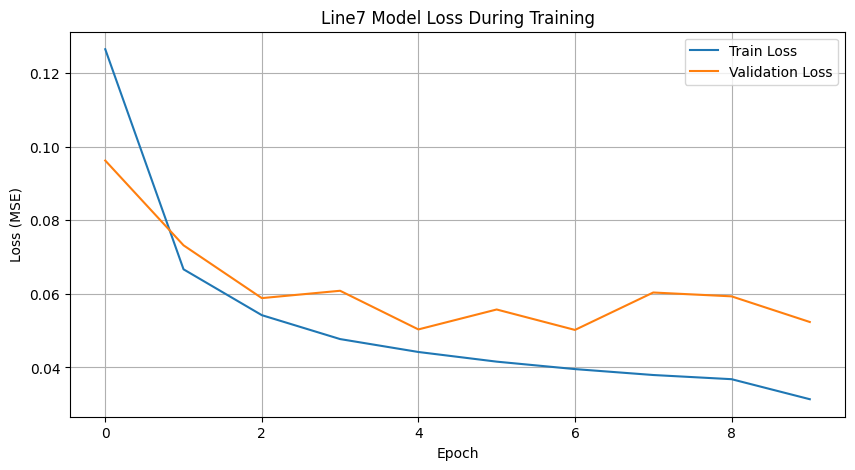 Line7 Model Loss During Training
Train Loss
Validation Loss
0.12
0.10
0.08
0.06
0.04
Loss (MSE)
0 2 4 6 8
Epoch